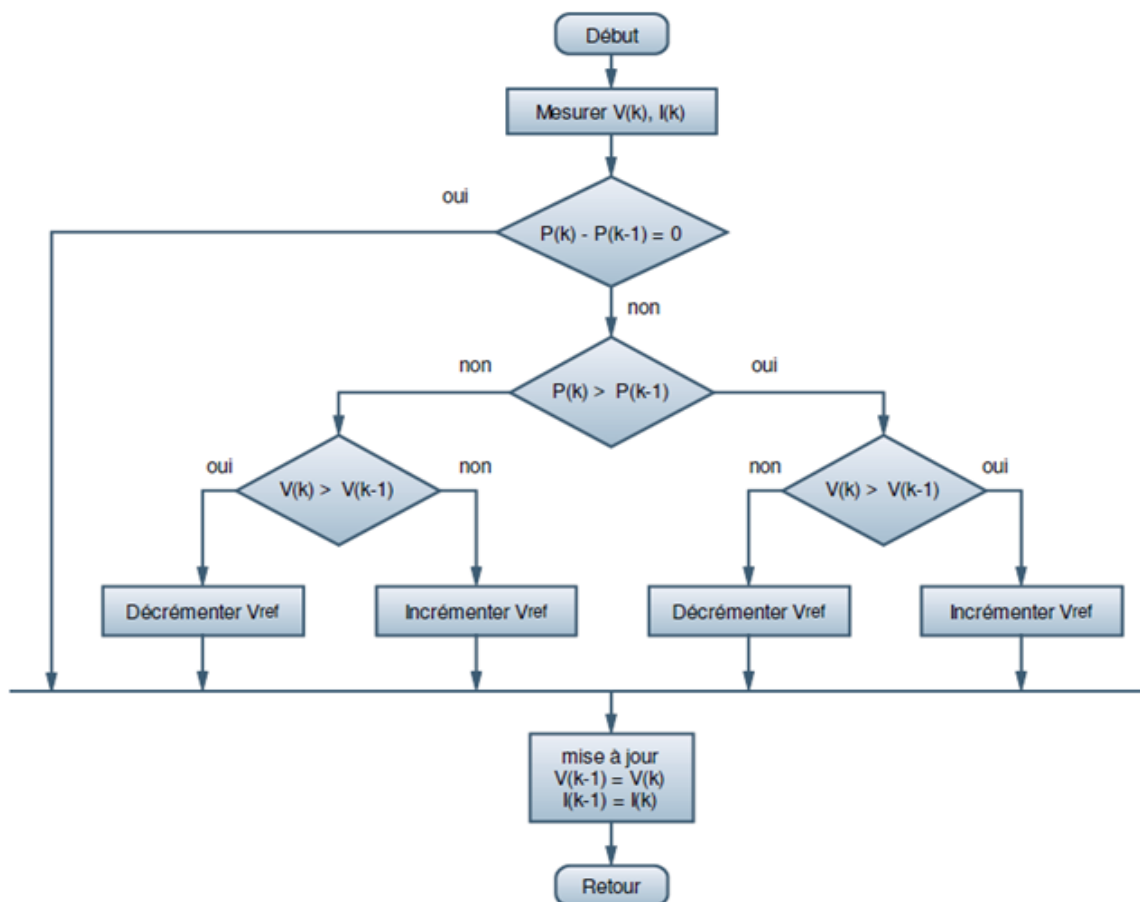 Début
Mesurer V(k), I(k)
oui
P(k) - P(k-1) = 0
non
non
P(k) > P(k-1)
oui
oui
V(k) > V(k-1)
non
non
V(k) > V(k-1)
oui
Décrémenter Vref
Incrémenter Vref
Décrémenter Vref
Incrémenter Vref
mise à jour
V(k-1) = V(k)
I(k-1) = I(k)
Retour